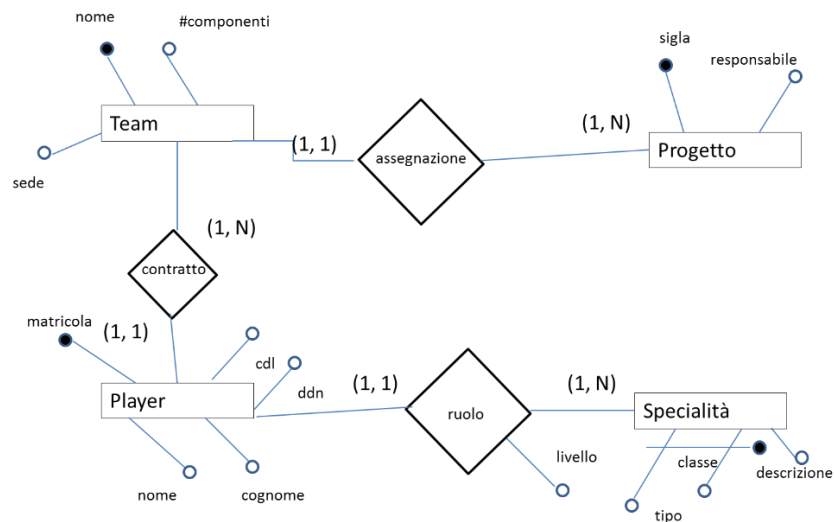 nome
#componenti
sigla
responsabile
Team
(1, 1)
assegnazione
(1, N)
Progetto
sede
(1, N)
contratto
matricola
(1, 1)
cdl
ddn
(1, 1)
(1, N)
Player
ruolo
Specialità
livello
classe
descrizione
nome
cognome
tipo